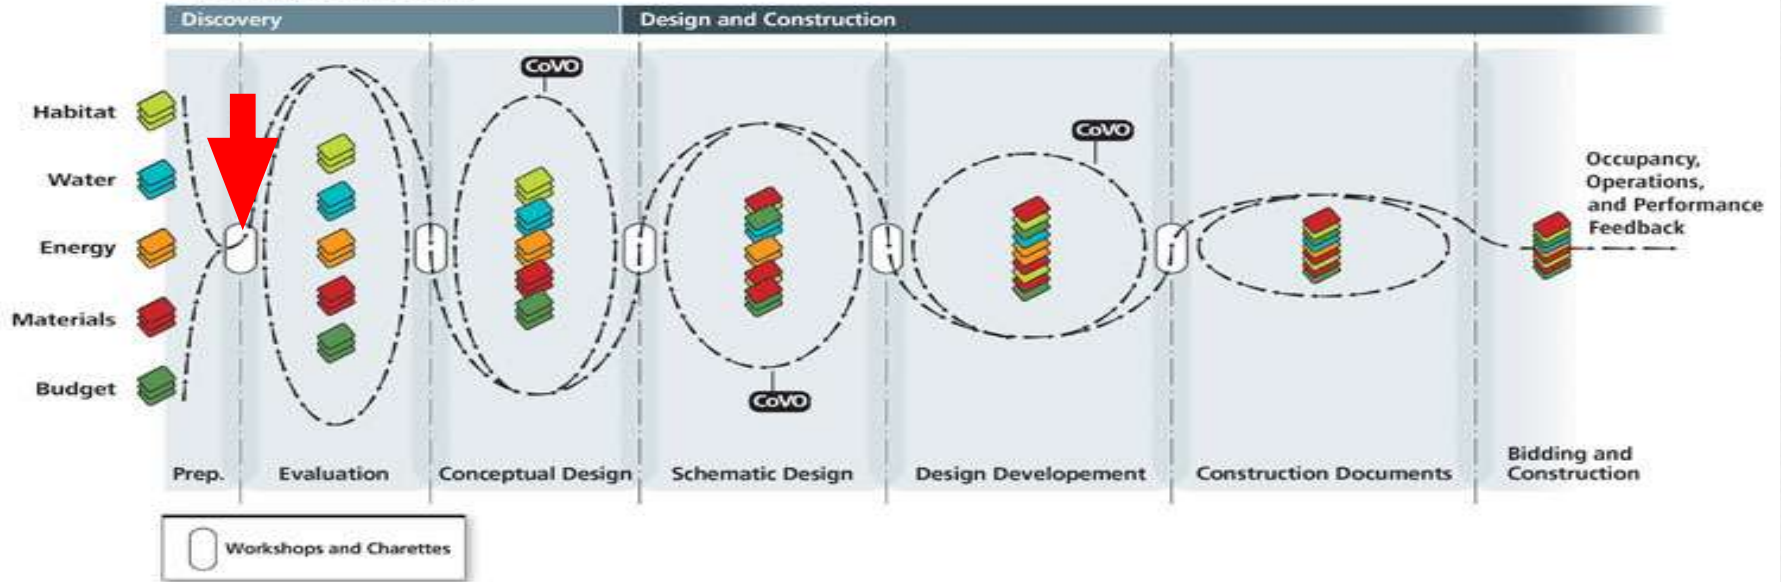 Discovery
Design and Construction
CoVO
CoVO
Habitat
Water
Energy
Materials
Budget
Occupancy,
Operations,
and Performance
Feedback
CoVO
Prep.
Evaluation
Conceptual Design
Schematic Design
Design Developement
Construction Documents
Bidding and
Construction
Workshops and Charettes